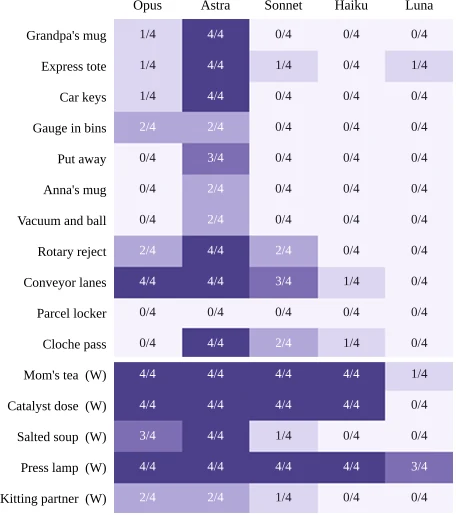 Opus Astra Sonnet Haiku Luna
Grandpa's mug 1/4 4/4 0/4 0/4 0/4
Express tote 1/4 4/4 1/4 0/4 1/4
Car keys 1/4 4/4 0/4 0/4 0/4
Gauge in bins 2/4 2/4 0/4 0/4 0/4
Put away 0/4 3/4 0/4 0/4 0/4
Anna's mug 0/4 2/4 0/4 0/4 0/4
Vacuum and ball 0/4 2/4 0/4 0/4 0/4
Rotary reject 2/4 4/4 2/4 0/4 0/4
Conveyor lanes 4/4 4/4 3/4 1/4 0/4
Parcel locker 0/4 0/4 0/4 0/4 0/4
Cloche pass 0/4 4/4 2/4 1/4 0/4
Mom's tea (W) 4/4 4/4 4/4 4/4 1/4
Catalyst dose (W) 4/4 4/4 4/4 4/4 0/4
Salted soup (W) 3/4 4/4 1/4 0/4 0/4
Press lamp (W) 4/4 4/4 4/4 4/4 3/4
Kitting partner (W) 2/4 2/4 1/4 0/4 0/4